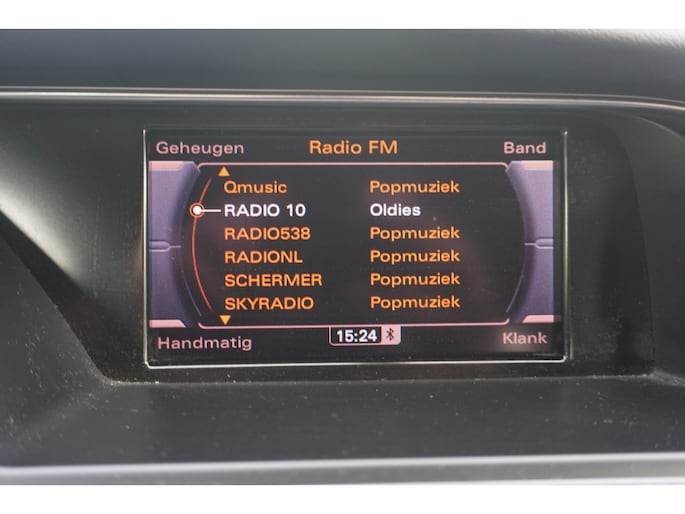 Geheugen Radio FM Band
Qmusic Popmuziek
RADIO 10 Oldies
RADIO538 Popmuziek
RADIONL Popmuziek
SCHERMER Popmuziek
SKYRADIO Popmuziek
Handmatig 15:24 Klank